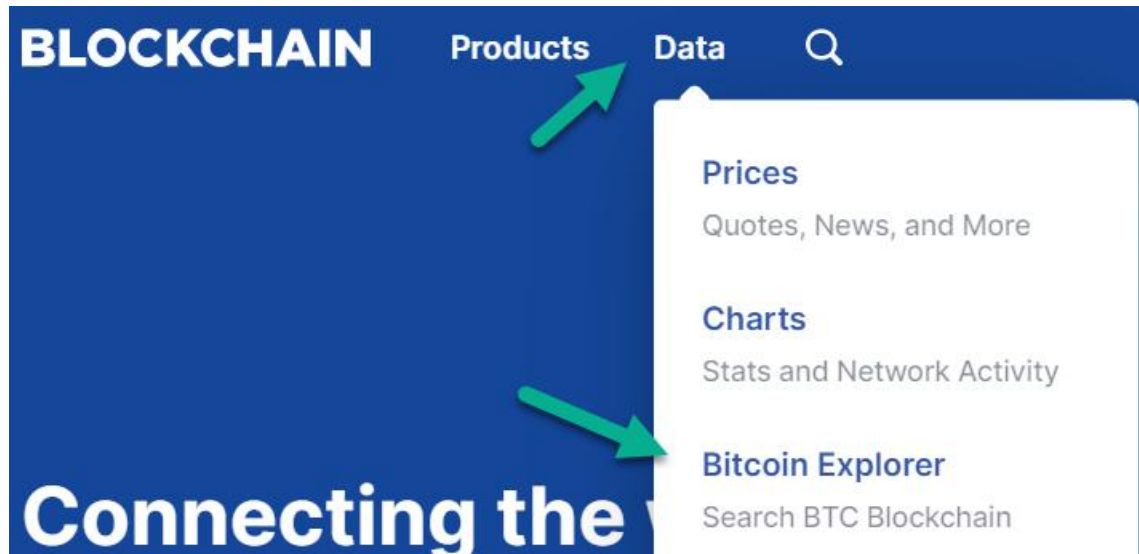 BLOCKCHAIN Products Data
Prices
Quotes, News, and More
Charts
Stats and Network Activity
Bitcoin Explorer
Search BTC Blockchain
Connecting the